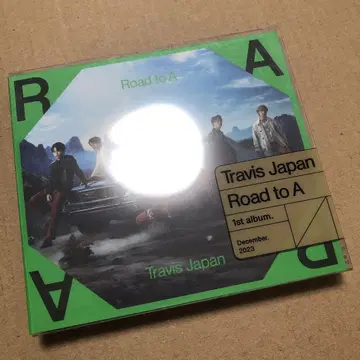 R
A
Road to A
Travis Japan
Road to A
1st album.
December.
2023
Travis Japan
A
R